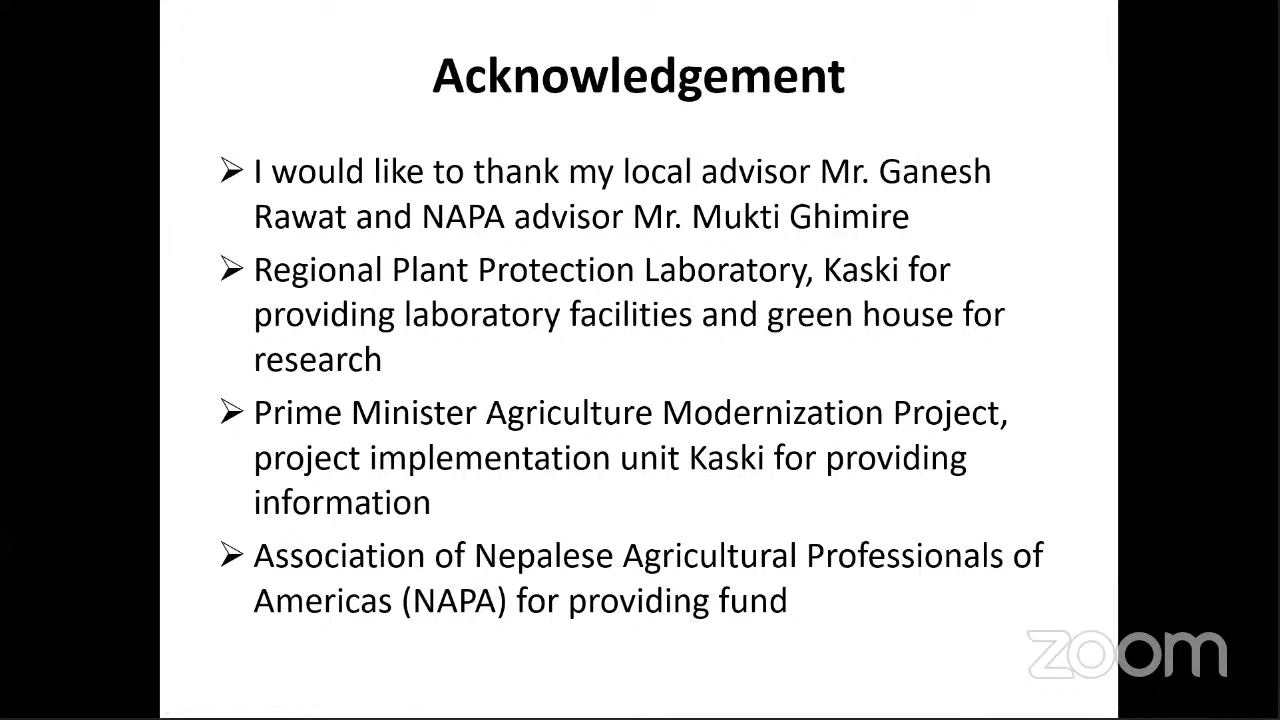 Acknowledgement
➢ I would like to thank my local advisor Mr. Ganesh
Rawat and NAPA advisor Mr. Mukti Ghimire
➢ Regional Plant Protection Laboratory, Kaski for
providing laboratory facilities and green house for
research
➢ Prime Minister Agriculture Modernization Project,
project implementation unit Kaski for providing
information
➢ Association of Nepalese Agricultural Professionals of
Americas (NAPA) for providing fund
zoom